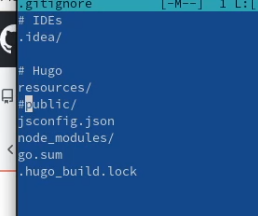 .gitignore [-M--] 1 L:[
# IDEs
.idea/
# Hugo
resources/
#public/
jsconfig.json
node_modules/
go.sum
.hugo_build.lock